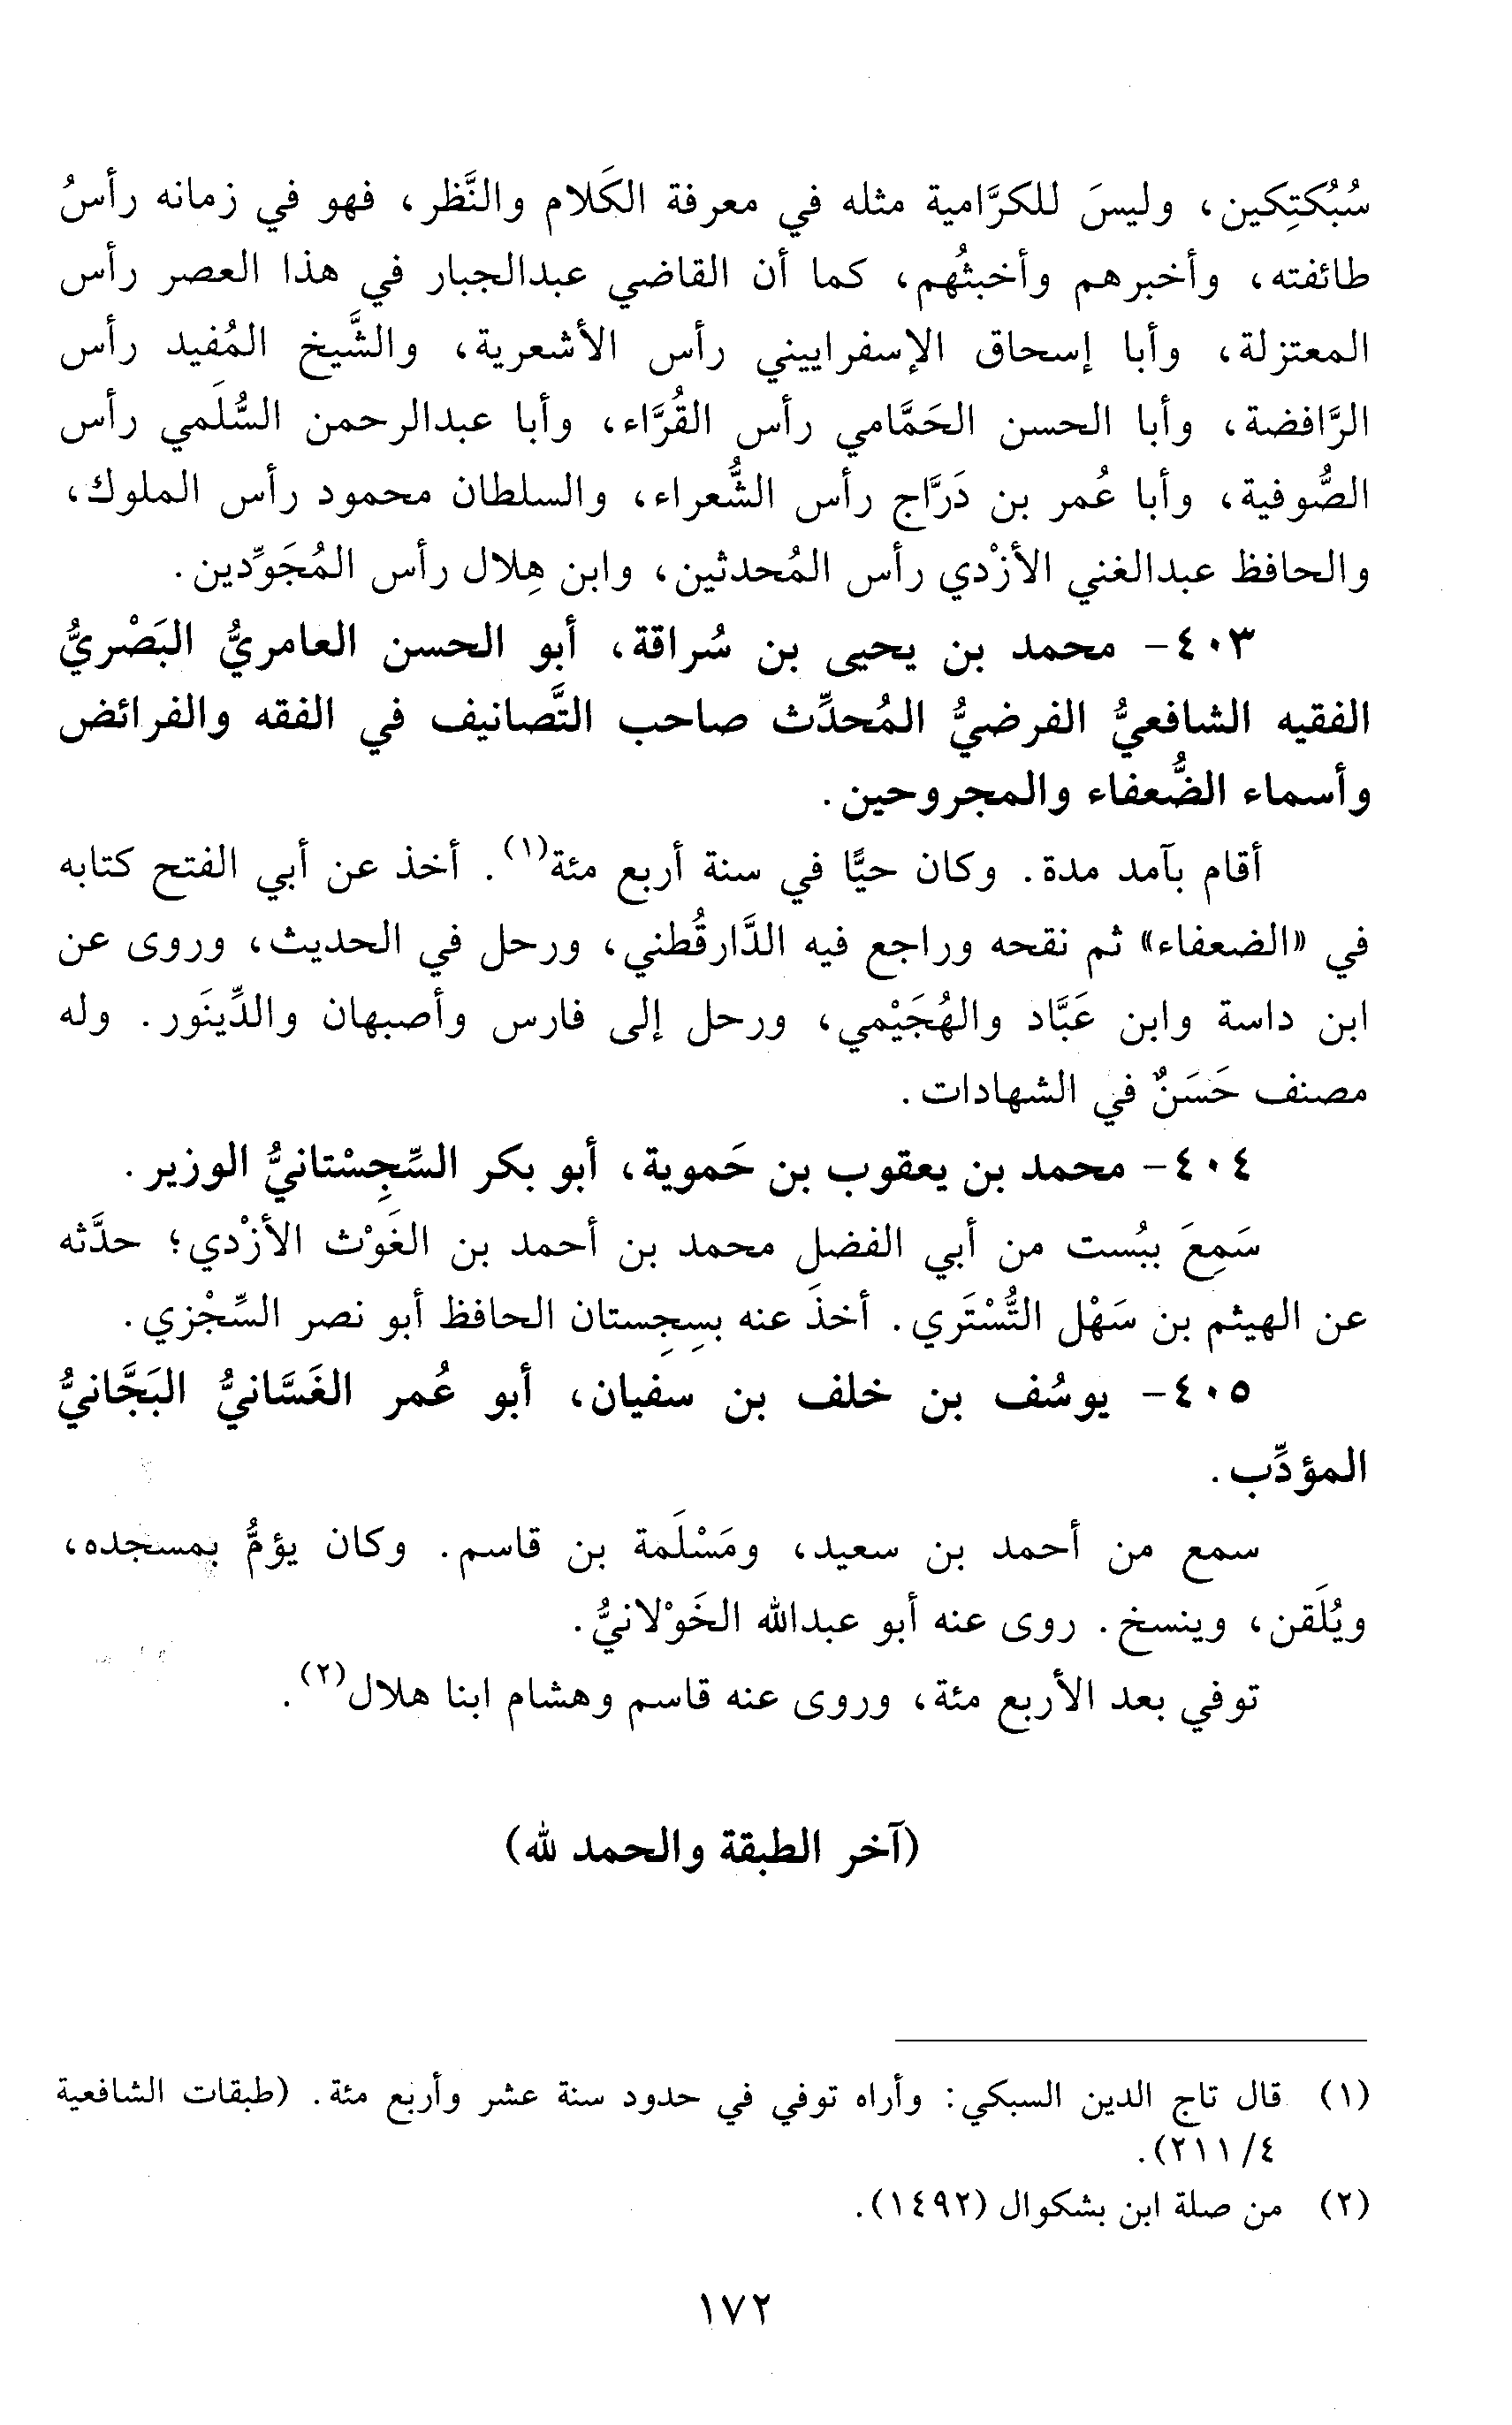 سُبُكتِكين، وليسَ للكرَّامية مثله في معرفة الكَلام والنَّظر، فهو في زمانه رأسُ
طائفته، وأخبرهم وأخبثُهم، كما أن القاضي عبدالجبار في هذا العصر رأس
المعتزلة، وأبا إسحاق الإسفراييني رأس الأشعرية، والشَّيخ المُفيد رأس
الرَّافضة، وأبا الحسن الحَمَّامي رأس القُرَّاء، وأبا عبدالرحمن السُّلَمي رأس
الصُّوفية، وأبا عُمر بن دَرَّاج رأس الشُّعراء، والسلطان محمود رأس الملوك،
والحافظ عبدالغني الأزْدي رأس المُحدثين، وابن هِلال رأس المُجَوِّدين.
٤٠٣- محمد بن يحيى بن سُراقة، أبو الحسن العامريُّ البَصْريُّ
الفقيه الشافعيُّ الفرضيُّ المُحدِّث صاحب التَّصانيف في الفقه والفرائض
وأسماء الضُّعفاء والمجروحين.
أقام بآمد مدة. وكان حيًّا في سنة أربع مئة(١). أخذ عن أبي الفتح كتابه
في «الضعفاء» ثم نقحه وراجع فيه الدَّارقُطني، ورحل في الحديث، وروى عن
ابن داسة وابن عَبَّاد والهُجَيْمي، ورحل إلى فارس وأصبهان والدِّينَور. وله
مصنف حَسَنٌ في الشهادات.
٤٠٤- محمد بن يعقوب بن حَموية، أبو بكر السِّجِسْتانيُّ الوزير.
سَمِعَ ببُست من أبي الفضل محمد بن أحمد بن الغَوْث الأزْدي؛ حدَّثه
عن الهيثم بن سَهْل التُّسْتَري. أخذَ عنه بسِجِستان الحافظ أبو نصر السِّجْزي.
٤٠٥- يوسُف بن خلف بن سفيان، أبو عُمر الغَسَّانيُّ البَجَّانيُّ
المؤدِّب.
سمع من أحمد بن سعيد، ومَسْلَمة بن قاسم. وكان يؤمُّ بمسجده،
ويُلَقن، وينسخ. روى عنه أبو عبدالله الخَوْلانيُّ.
توفي بعد الأربع مئة، وروى عنه قاسم وهشام ابنا هلال(٢).
(آخر الطبقة والحمد لله)
(١) قال تاج الدين السبكي: وأراه توفي في حدود سنة عشر وأربع مئة. (طبقات الشافعية
٤/ ٢١١).
(٢) من صلة ابن بشكوال (١٤٩٢).
١٧٢